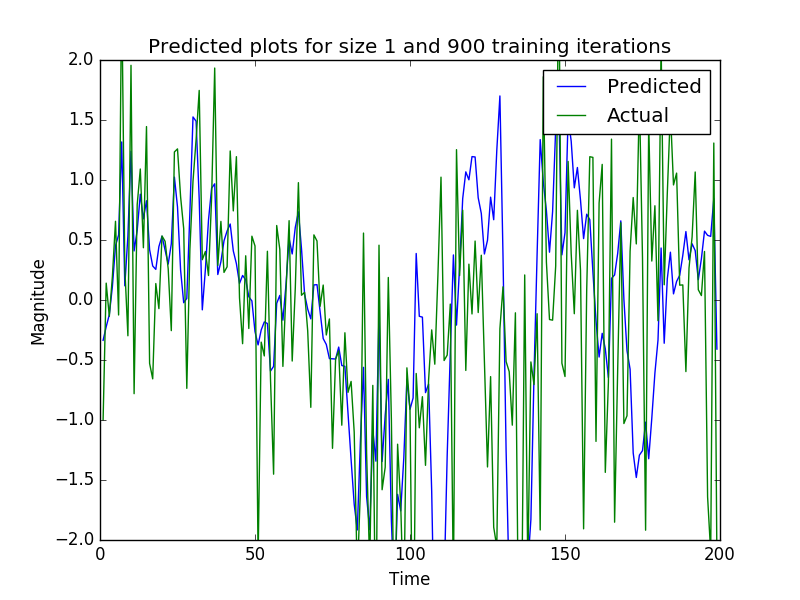 Predicted plots for size 1 and 900 training iterations
2.0
1.5
1.0
0.5
0.0
−0.5
−1.0
−1.5
−2.0
Magnitude
Predicted
Actual
0
50
100
150
200
Time